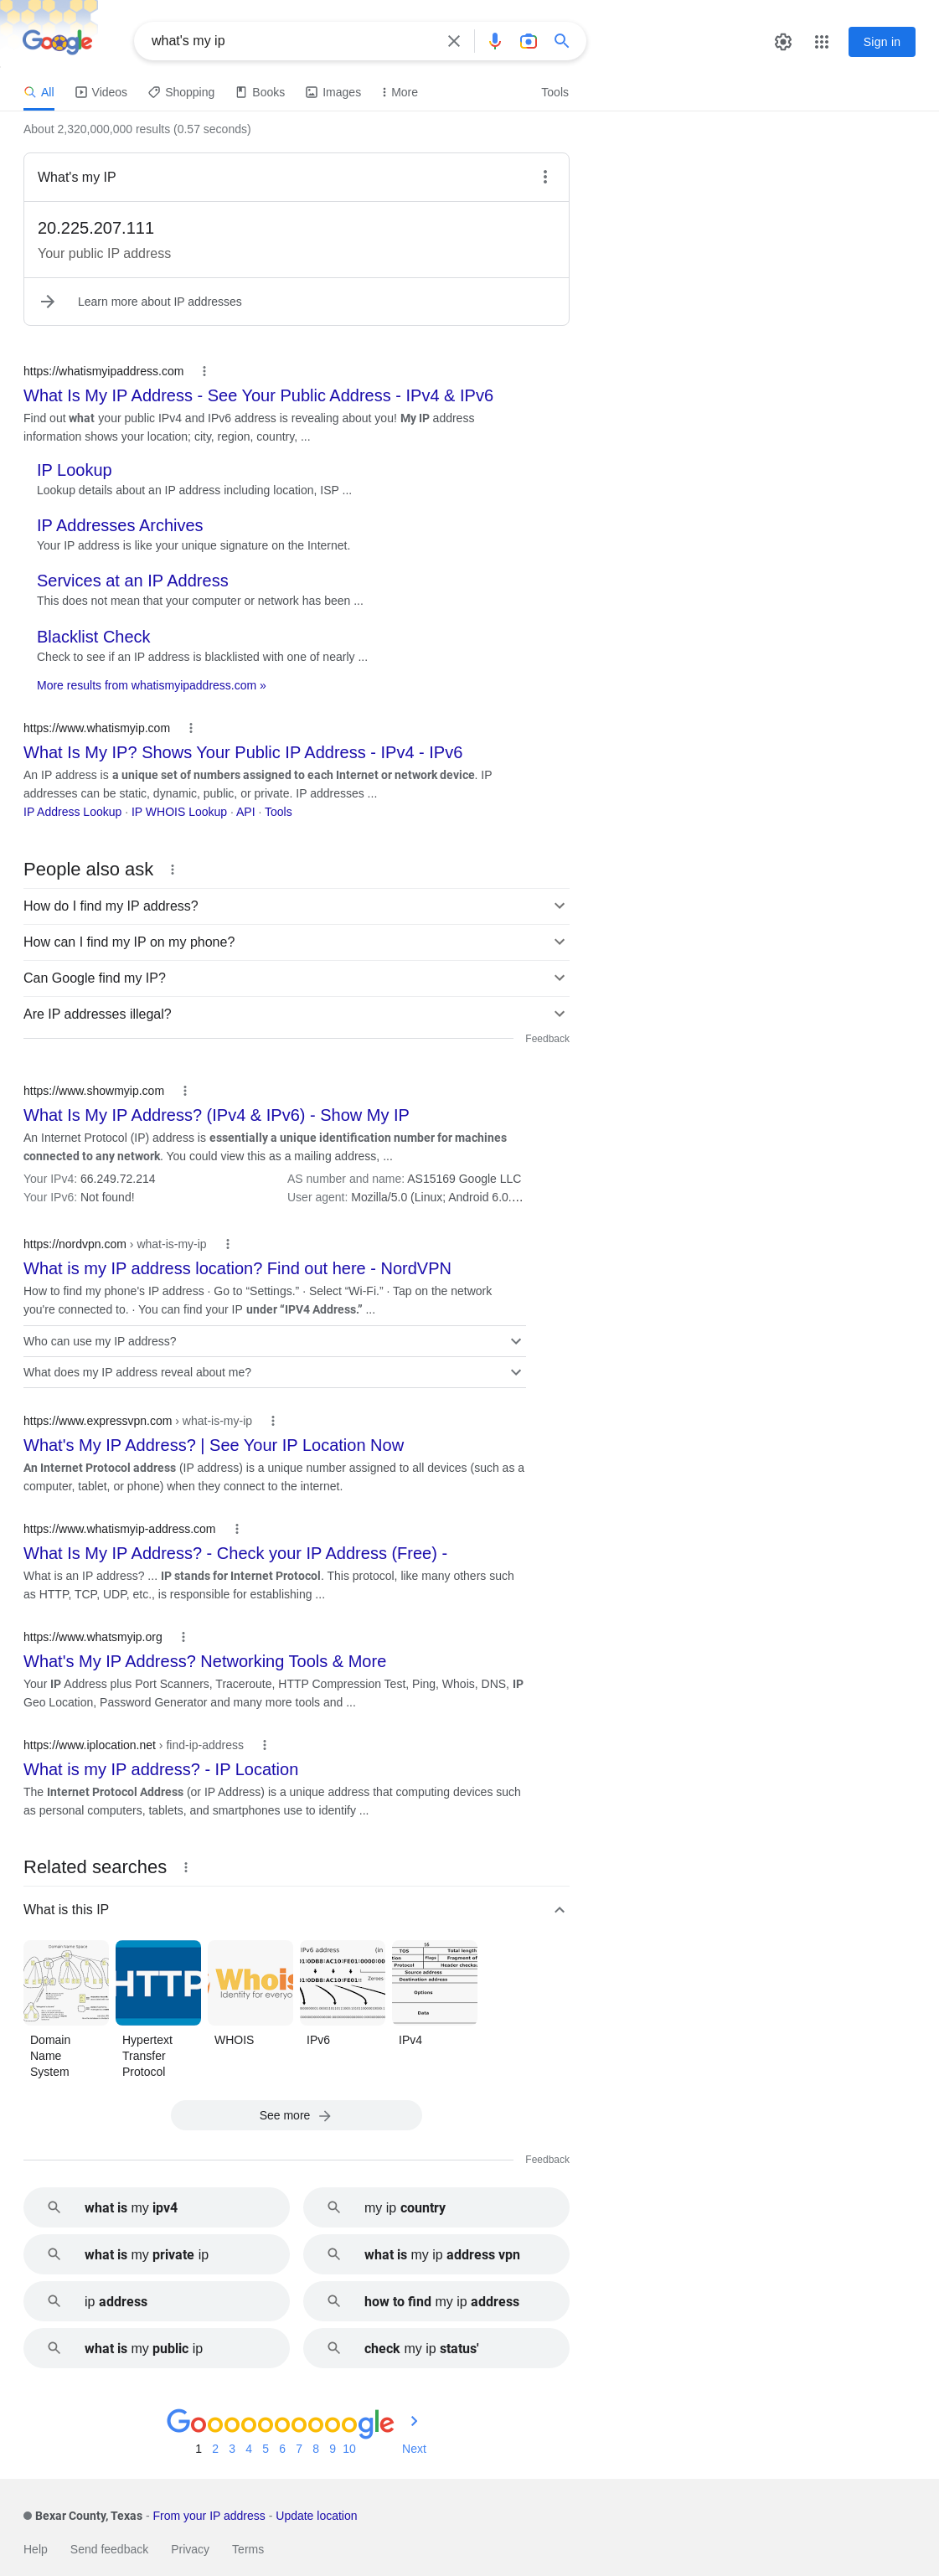 Google
what's my ip
Sign in
All
Videos
Shopping
Books
Images
More
Tools
About 2,320,000,000 results (0.57 seconds)
What's my IP
20.225.207.111
Your public IP address
Learn more about IP addresses
https://whatismyipaddress.com
What Is My IP Address - See Your Public Address - IPv4 & IPv6
Find out what your public IPv4 and IPv6 address is revealing about you! My IP address
information shows your location; city, region, country, ...
IP Lookup
Lookup details about an IP address including location, ISP ...
IP Addresses Archives
Your IP address is like your unique signature on the Internet.
Services at an IP Address
This does not mean that your computer or network has been ...
Blacklist Check
Check to see if an IP address is blacklisted with one of nearly ...
More results from whatismyipaddress.com »
https://www.whatismyip.com
What Is My IP? Shows Your Public IP Address - IPv4 - IPv6
An IP address is a unique set of numbers assigned to each Internet or network device. IP
addresses can be static, dynamic, public, or private. IP addresses ...
IP Address Lookup · IP WHOIS Lookup · API · Tools
People also ask
How do I find my IP address?
How can I find my IP on my phone?
Can Google find my IP?
Are IP addresses illegal?
Feedback
https://www.showmyip.com
What Is My IP Address? (IPv4 & IPv6) - Show My IP
An Internet Protocol (IP) address is essentially a unique identification number for machines
connected to any network. You could view this as a mailing address, ...
Your IPv4: 66.249.72.214
AS number and name: AS15169 Google LLC
Your IPv6: Not found!
User agent: Mozilla/5.0 (Linux; Android 6.0....
https://nordvpn.com › what-is-my-ip
What is my IP address location? Find out here - NordVPN
How to find my phone's IP address · Go to “Settings.” · Select “Wi-Fi.” · Tap on the network
you're connected to. · You can find your IP under “IPV4 Address.” ...
Who can use my IP address?
What does my IP address reveal about me?
https://www.expressvpn.com › what-is-my-ip
What's My IP Address? | See Your IP Location Now
An Internet Protocol address (IP address) is a unique number assigned to all devices (such as a
computer, tablet, or phone) when they connect to the internet.
https://www.whatismyip-address.com
What Is My IP Address? - Check your IP Address (Free) -
What is an IP address? ... IP stands for Internet Protocol. This protocol, like many others such
as HTTP, TCP, UDP, etc., is responsible for establishing ...
https://www.whatsmyip.org
What's My IP Address? Networking Tools & More
Your IP Address plus Port Scanners, Traceroute, HTTP Compression Test, Ping, Whois, DNS, IP
Geo Location, Password Generator and many more tools and ...
https://www.iplocation.net › find-ip-address
What is my IP address? - IP Location
The Internet Protocol Address (or IP Address) is a unique address that computing devices such
as personal computers, tablets, and smartphones use to identify ...
Related searches
What is this IP
Domain Name Space
HTTP
Whois
Identity for everyo
IPv6 address (in
Zeroes
16
TOS Total length
Flags Fragment of
Protocol Header checks
Source address
Destination address
Options
Data
Domain
Name
System
Hypertext
Transfer
Protocol
WHOIS
IPv6
IPv4
See more
Feedback
what is my ipv4
my ip country
what is my private ip
what is my ip address vpn
ip address
how to find my ip address
what is my public ip
check my ip status'
Goooooooooogle
1 2 3 4 5 6 7 8 9 10 Next
Bexar County, Texas - From your IP address - Update location
Help
Send feedback
Privacy
Terms